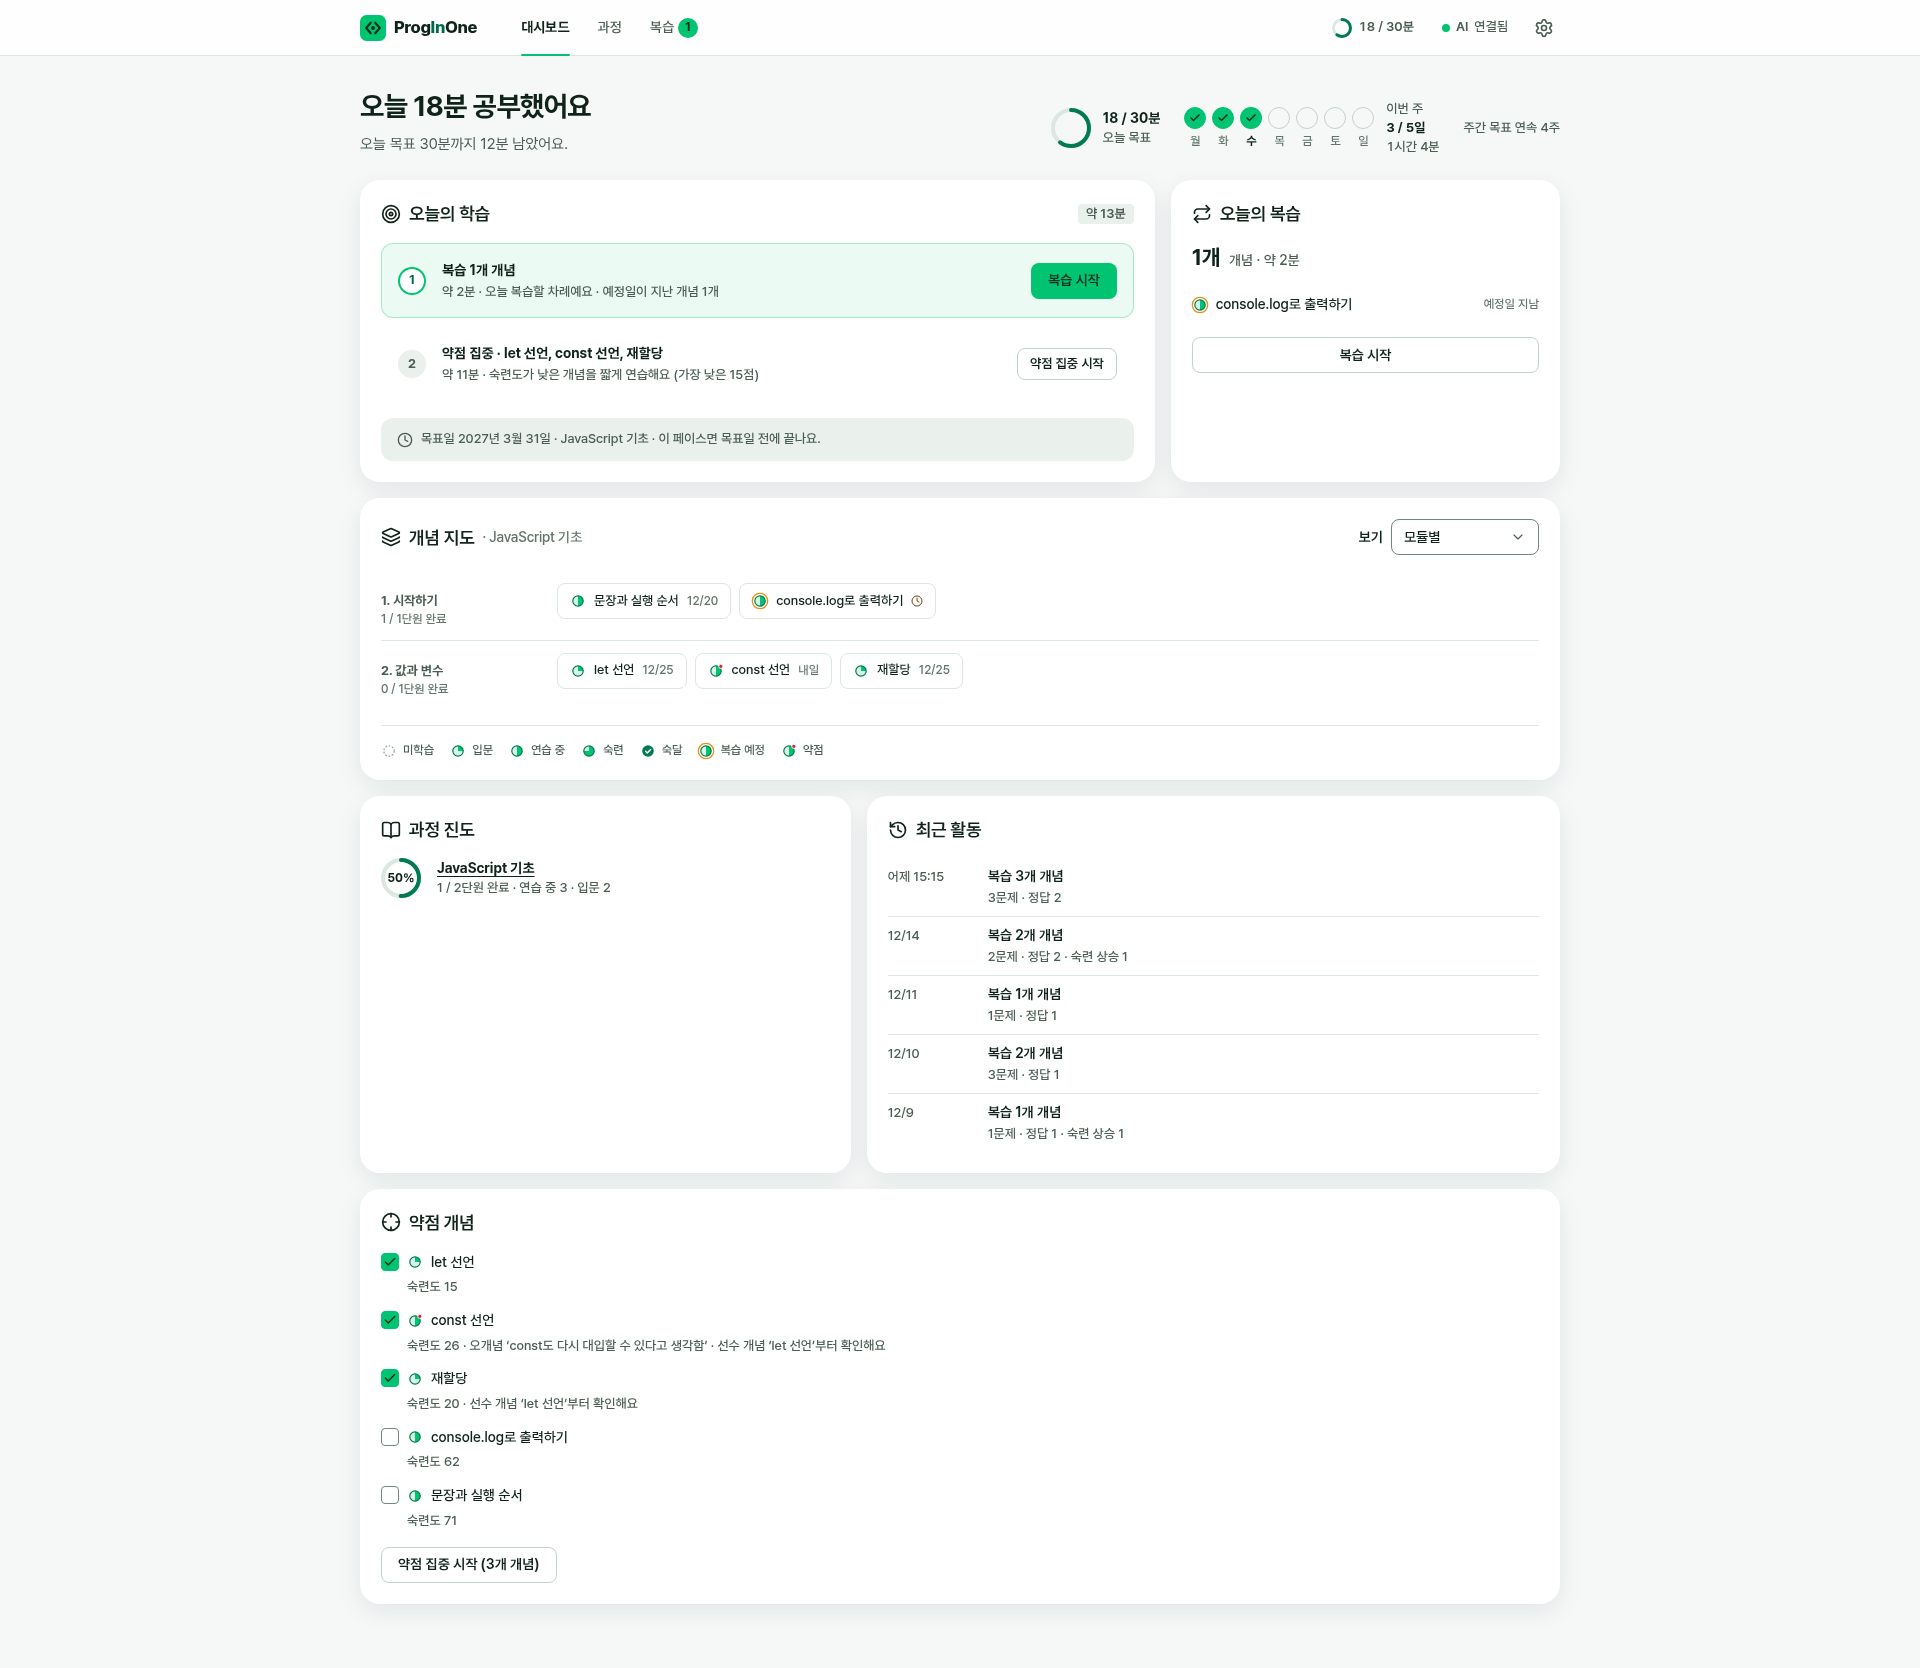 ProgInOne
대시보드
과정
복습 1
18 / 30분
AI 연결됨
오늘 18분 공부했어요
오늘 목표 30분까지 12분 남았어요.
18 / 30분
오늘 목표
월 화 수 목 금 토 일
이번 주
3 / 5일
1시간 4분
주간 목표 연속 4주
오늘의 학습
약 13분
1
복습 1개 개념
약 2분 · 오늘 복습할 차례예요 · 예정일이 지난 개념 1개
복습 시작
2
약점 집중 · let 선언, const 선언, 재할당
약 11분 · 숙련도가 낮은 개념을 짧게 연습해요 (가장 낮은 15점)
약점 집중 시작
목표일 2027년 3월 31일 · JavaScript 기초 · 이 페이스면 목표일 전에 끝나요.
오늘의 복습
1개 개념 · 약 2분
console.log로 출력하기
예정일 지남
복습 시작
개념 지도 · JavaScript 기초
보기
모듈별
1. 시작하기
1 / 1단원 완료
문장과 실행 순서 12/20
console.log로 출력하기
2. 값과 변수
0 / 1단원 완료
let 선언 12/25
const 선언 내일
재할당 12/25
미학습
입문
연습 중
숙련
숙달
복습 예정
약점
과정 진도
50%
JavaScript 기초
1 / 2단원 완료 · 연습 중 3 · 입문 2
최근 활동
어제 15:15
복습 3개 개념
3문제 · 정답 2
12/14
복습 2개 개념
2문제 · 정답 2 · 숙련 상승 1
12/11
복습 1개 개념
1문제 · 정답 1
12/10
복습 2개 개념
3문제 · 정답 1
12/9
복습 1개 개념
1문제 · 정답 1 · 숙련 상승 1
약점 개념
let 선언
숙련도 15
const 선언
숙련도 26 · 오개념 ‘const도 다시 대입할 수 있다고 생각함’ · 선수 개념 ‘let 선언’부터 확인해요
재할당
숙련도 20 · 선수 개념 ‘let 선언’부터 확인해요
console.log로 출력하기
숙련도 62
문장과 실행 순서
숙련도 71
약점 집중 시작 (3개 개념)